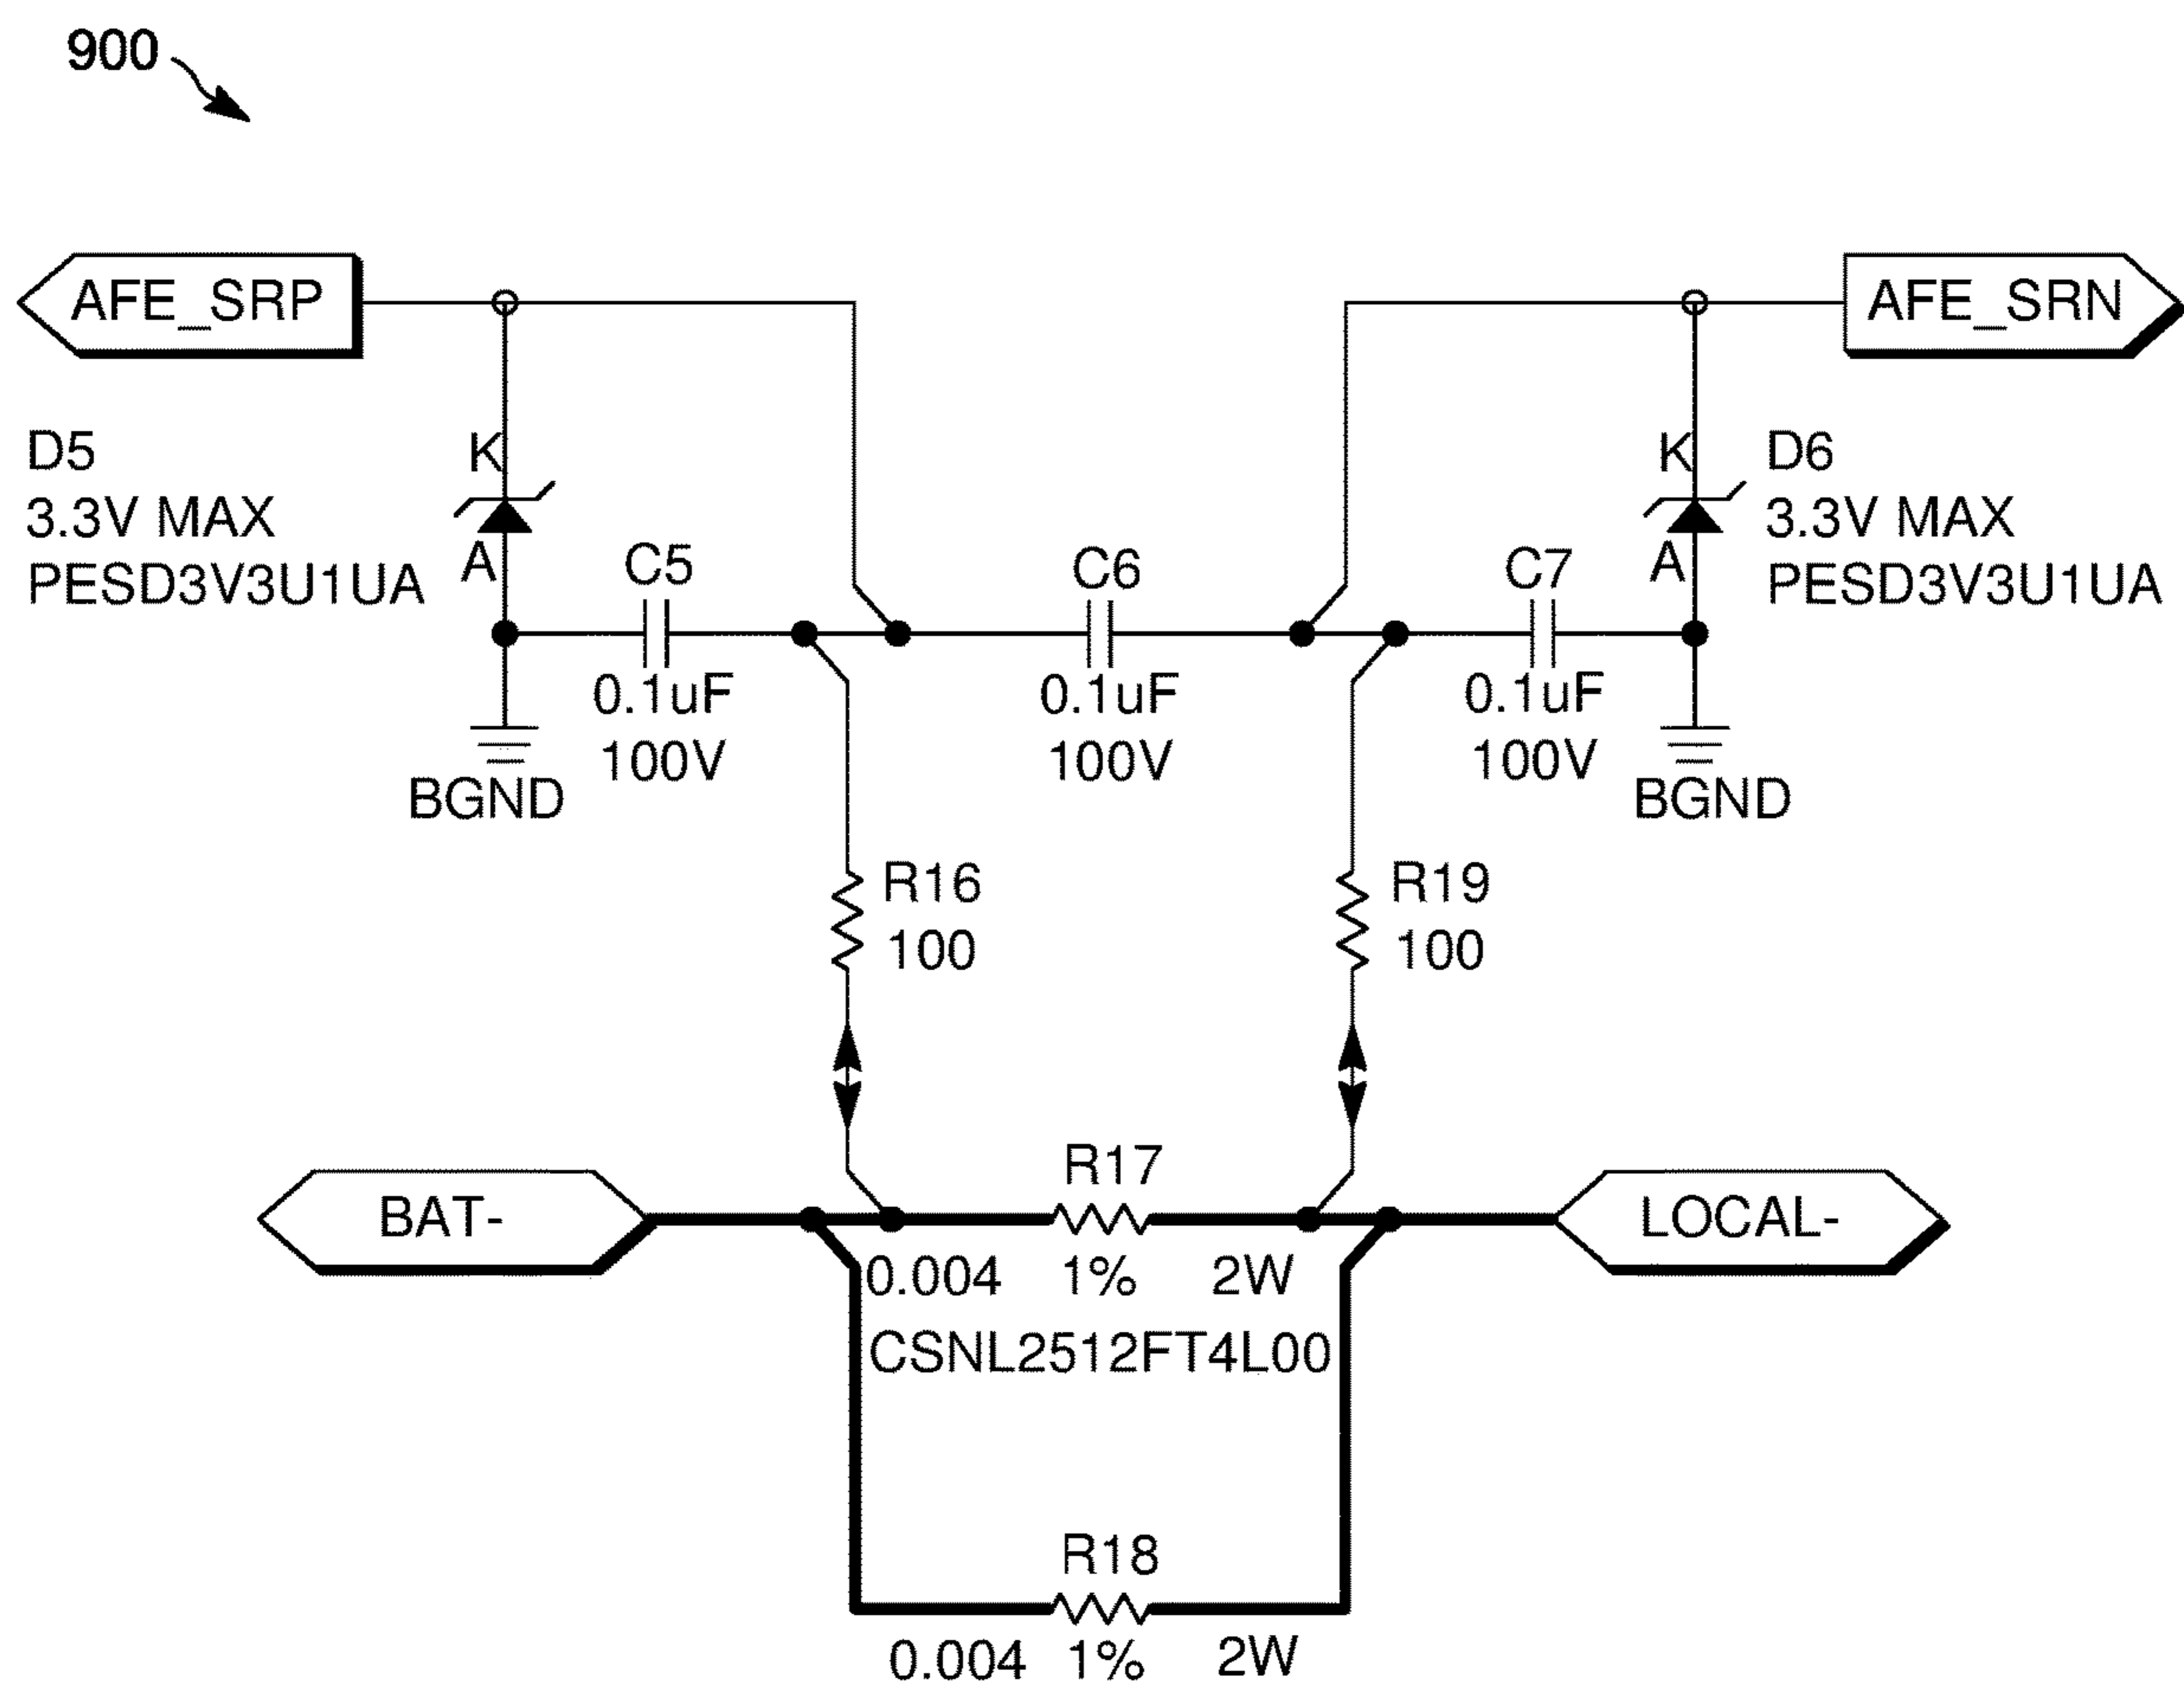 900
AFE_SRP
AFE_SRN
D5
3.3V MAX
PESD3V3U1UA
K
A
K
A
D6
3.3V MAX
PESD3V3U1UA
C5
0.1uF
100V
C6
0.1uF
100V
C7
0.1uF
100V
BGND
BGND
R16
100
R19
100
BAT-
R17
0.004 1% 2W
CSNL2512FT4L00
LOCAL-
R18
0.004 1% 2W